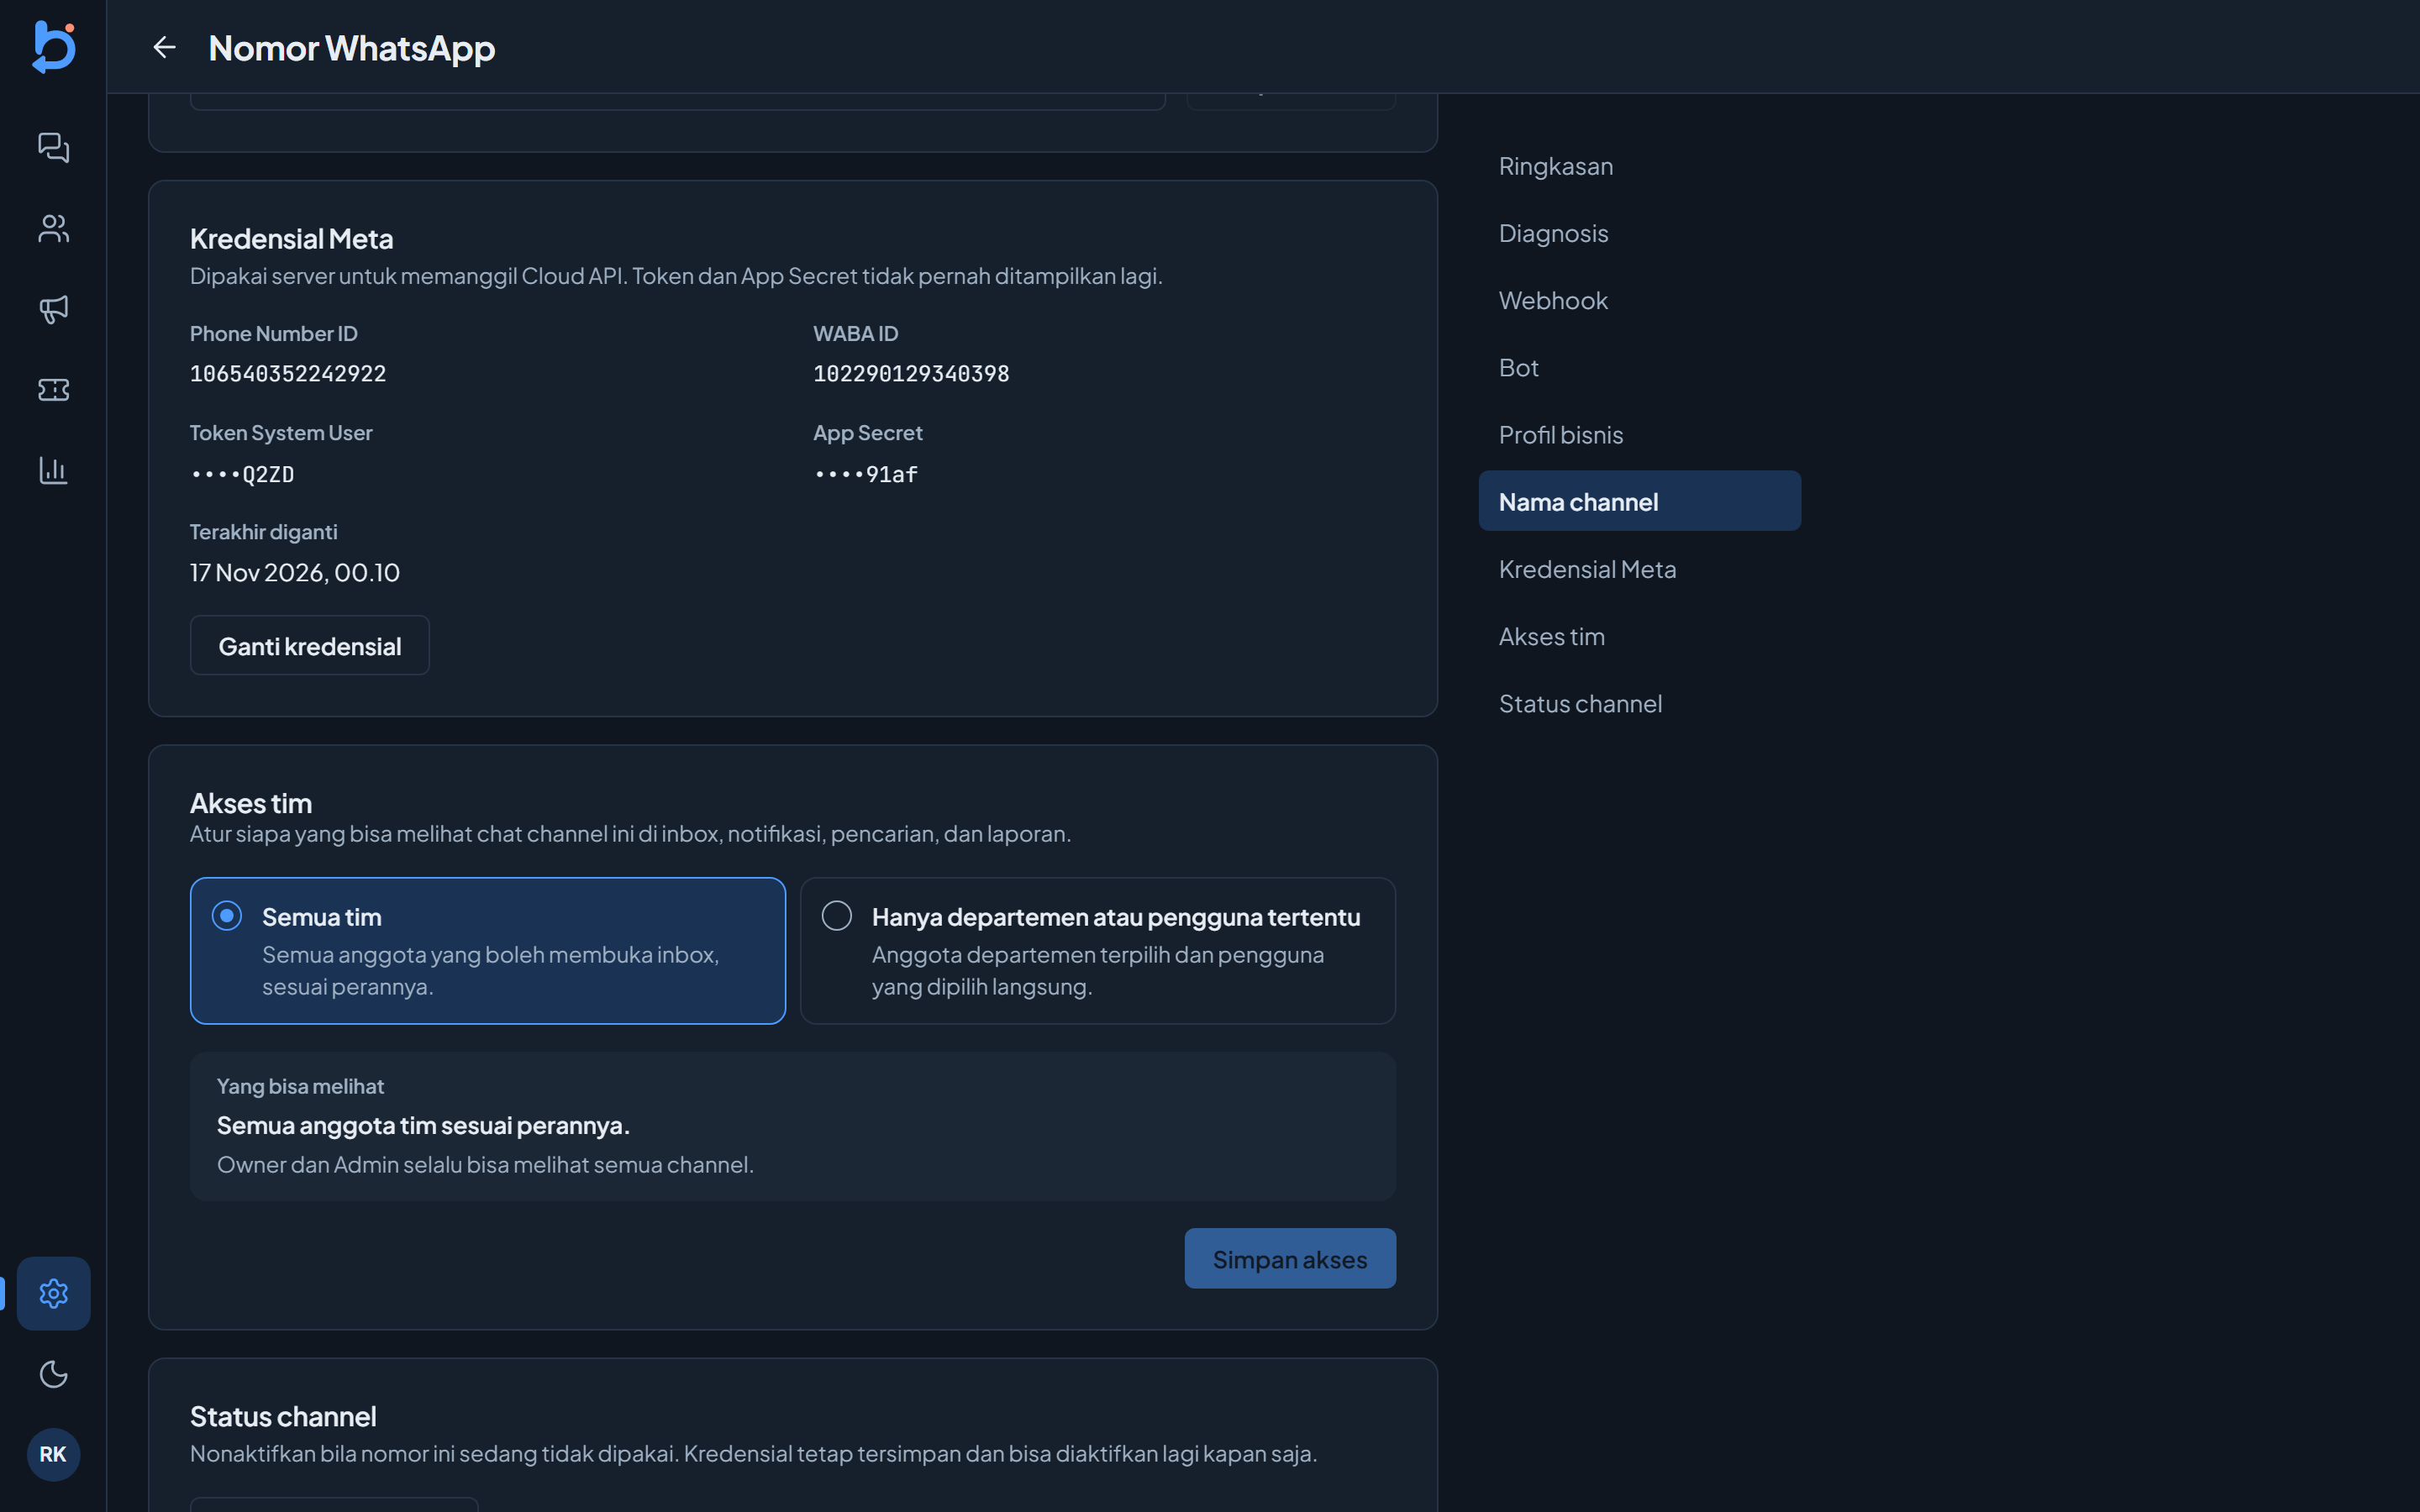 Nomor WhatsApp
Kredensial Meta
Dipakai server untuk memanggil Cloud API. Token dan App Secret tidak pernah ditampilkan lagi.
Phone Number ID
106540352242922
WABA ID
102290129340398
Token System User
••••Q2ZD
App Secret
••••91af
Terakhir diganti
17 Nov 2026, 00.10
Ganti kredensial
Akses tim
Atur siapa yang bisa melihat chat channel ini di inbox, notifikasi, pencarian, dan laporan.
Semua tim
Semua anggota yang boleh membuka inbox,
sesuai perannya.
Hanya departemen atau pengguna tertentu
Anggota departemen terpilih dan pengguna
yang dipilih langsung.
Yang bisa melihat
Semua anggota tim sesuai perannya.
Owner dan Admin selalu bisa melihat semua channel.
Simpan akses
Status channel
Nonaktifkan bila nomor ini sedang tidak dipakai. Kredensial tetap tersimpan dan bisa diaktifkan lagi kapan saja.
Ringkasan
Diagnosis
Webhook
Bot
Profil bisnis
Nama channel
Kredensial Meta
Akses tim
Status channel
RK